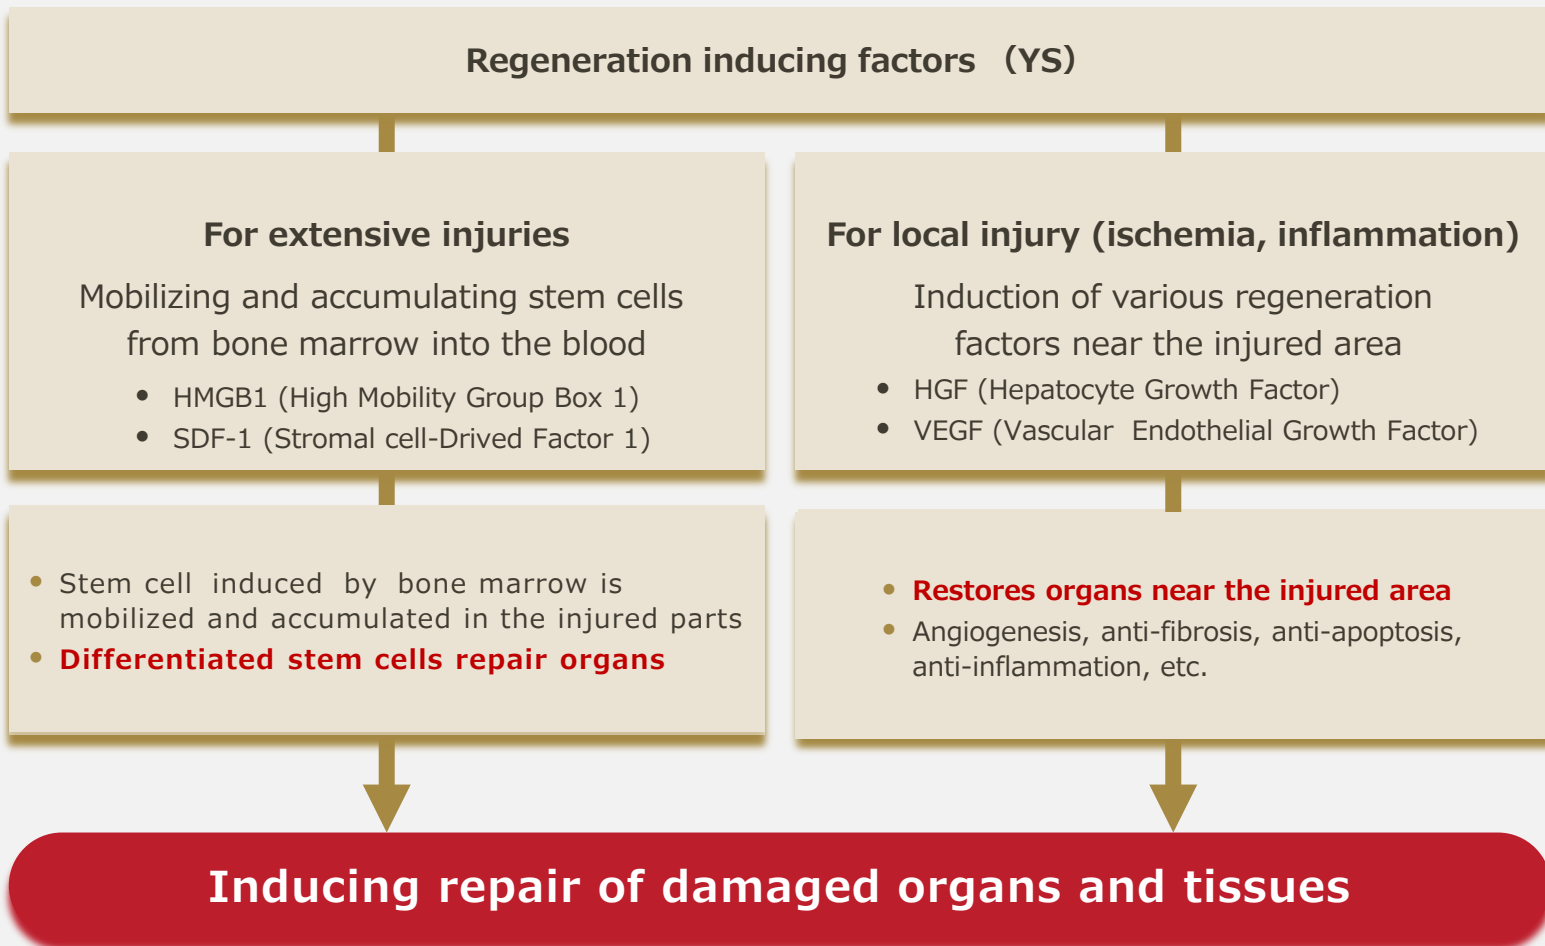 Regeneration inducing factors （YS）
For extensive injuries
Mobilizing and accumulating stem cells
from bone marrow into the blood
• HMGB1 (High Mobility Group Box 1)
• SDF-1 (Stromal cell-Drived Factor 1)
• Stem cell induced by bone marrow is
mobilized and accumulated in the injured parts
• Differentiated stem cells repair organs
For local injury (ischemia, inflammation)
Induction of various regeneration
factors near the injured area
• HGF (Hepatocyte Growth Factor)
• VEGF (Vascular Endothelial Growth Factor)
• Restores organs near the injured area
• Angiogenesis, anti-fibrosis, anti-apoptosis,
anti-inflammation, etc.
Inducing repair of damaged organs and tissues